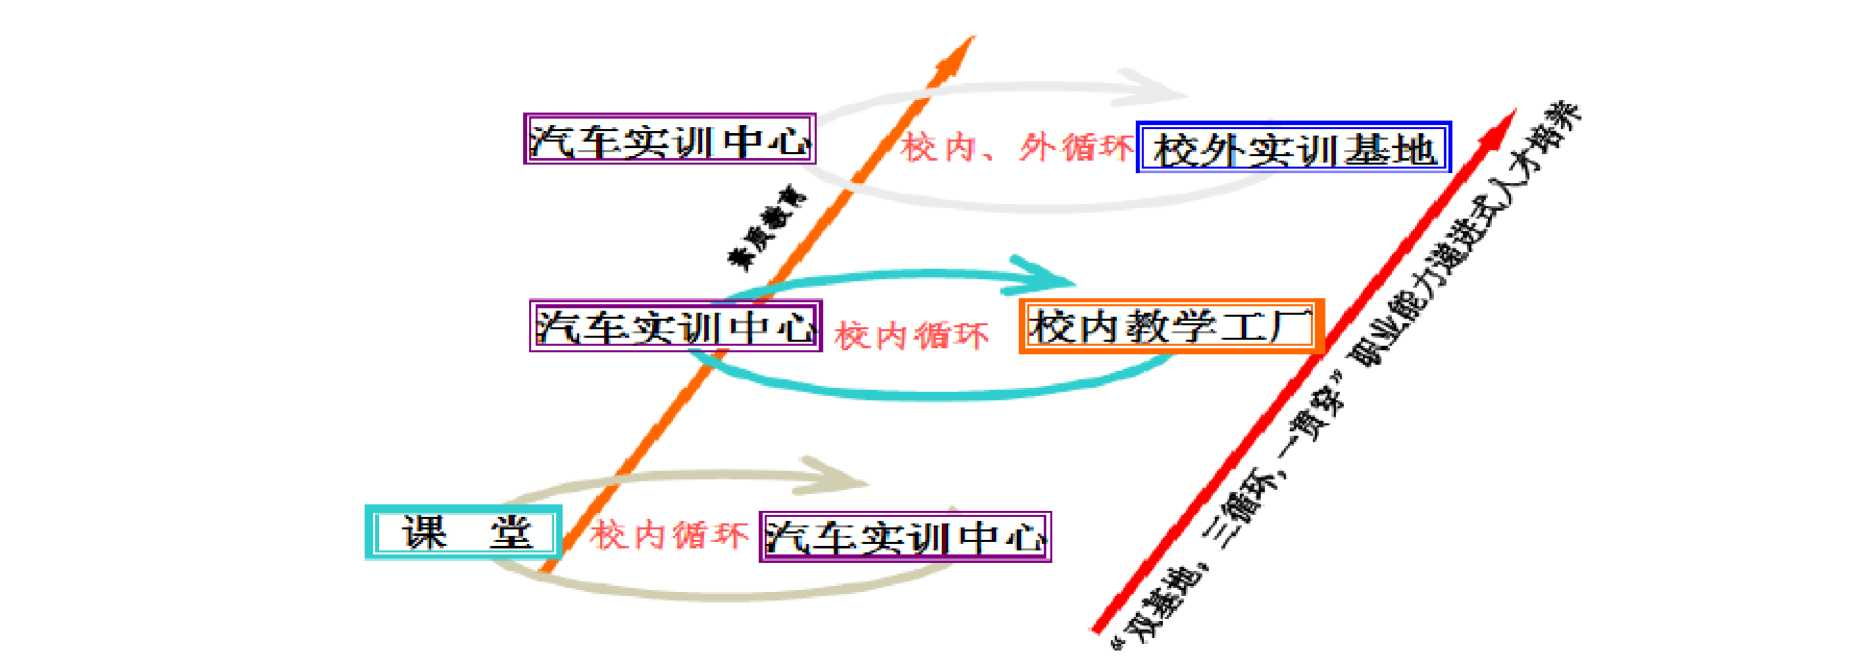 汽车实训中心
校内、外循环
校外实训基地
素质教育
汽车实训中心
校内循环
校内教学工厂
课 堂
校内循环
汽车实训中心
“双基地，三循环，一贯穿”职业能力递进式人才培养